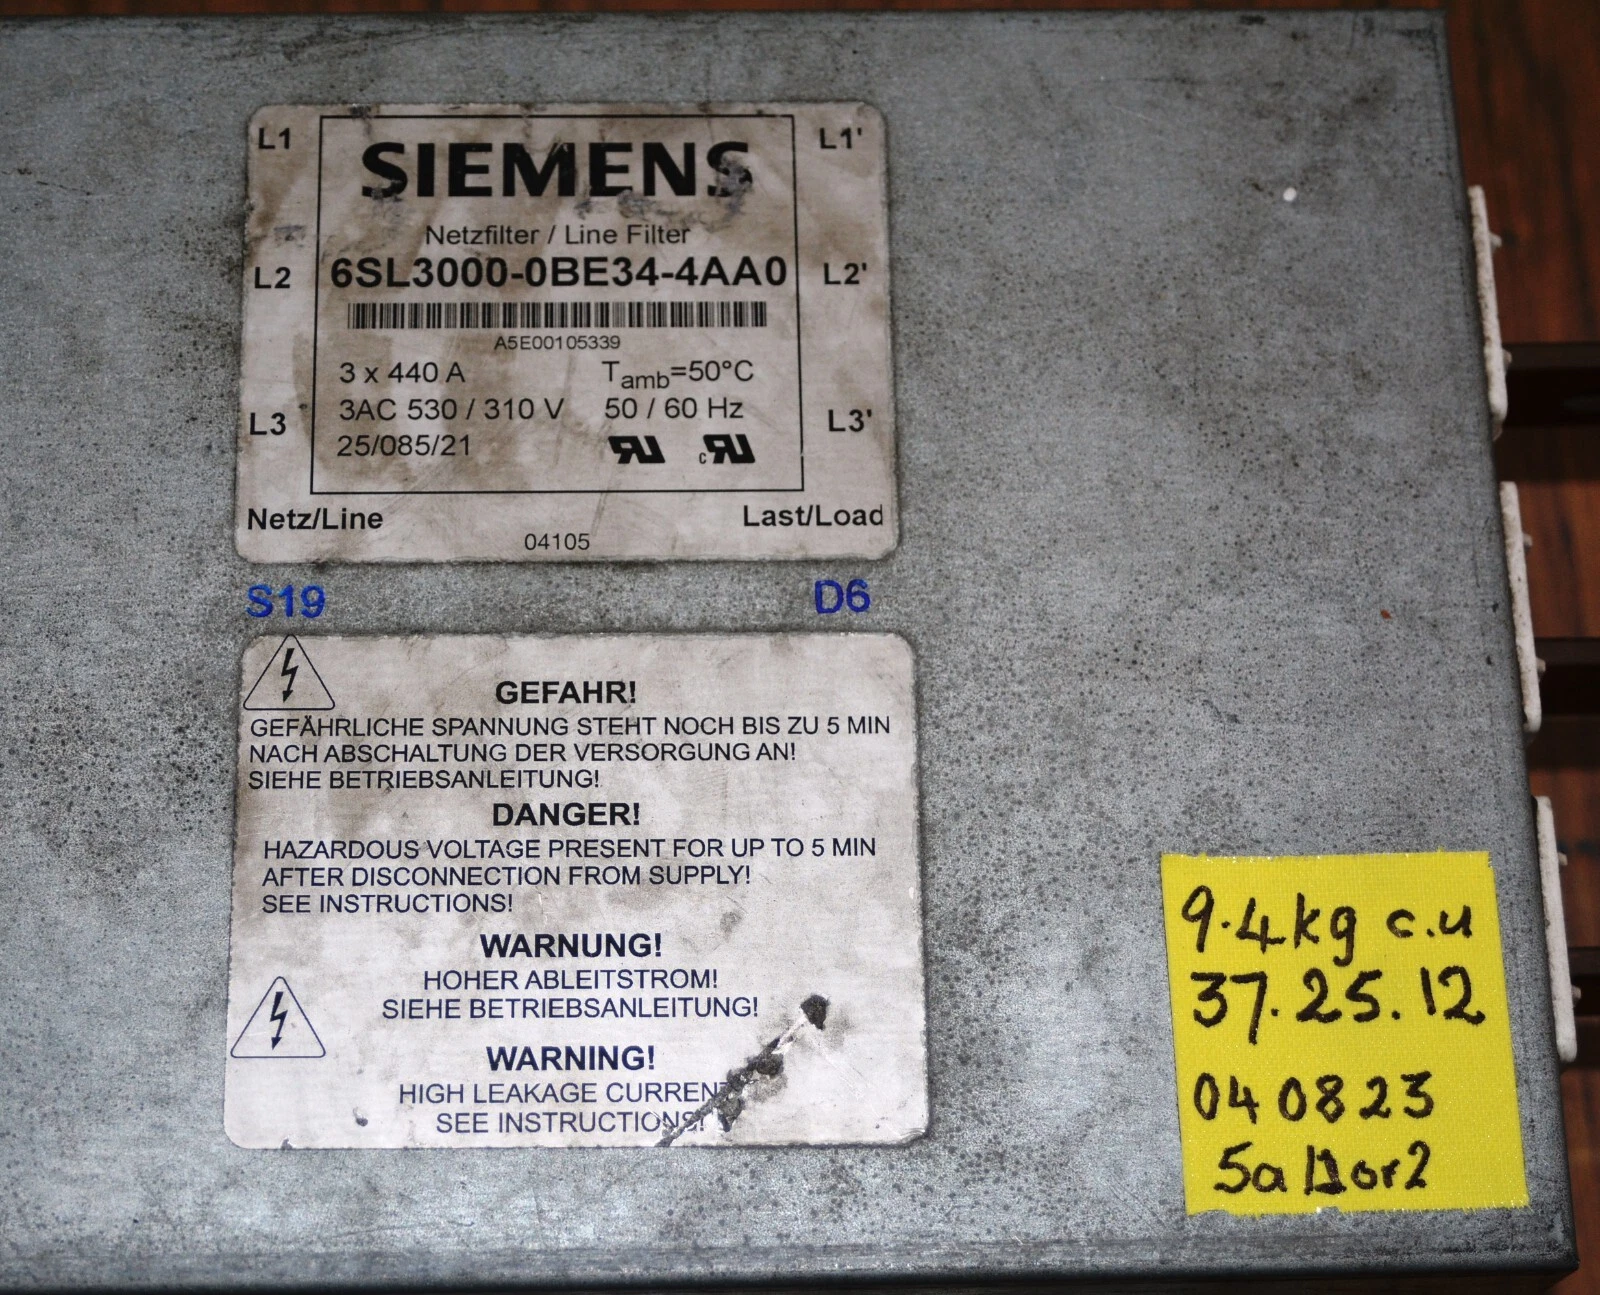 L1 SIEMENS L1'
Netzfilter / Line Filter
L2 6SL3000-0BE34-4AA0 L2'
A5E00105339
3 x 440 A Tamb=50°C
3AC 530 / 310 V 50 / 60 Hz
L3 25/085/21 L3'
Netz/Line Last/Load
04105
S19 D6
GEFAHR!
GEFÄHRLICHE SPANNUNG STEHT NOCH BIS ZU 5 MIN
NACH ABSCHALTUNG DER VERSORGUNG AN!
SIEHE BETRIEBSANLEITUNG!
DANGER!
HAZARDOUS VOLTAGE PRESENT FOR UP TO 5 MIN
AFTER DISCONNECTION FROM SUPPLY!
SEE INSTRUCTIONS!
WARNUNG!
HOHER ABLEITSTROM!
SIEHE BETRIEBSANLEITUNG!
WARNING!
HIGH LEAKAGE CURRENT
SEE INSTRUCTIONS!
9.4kg c.u
37.25.12
040823